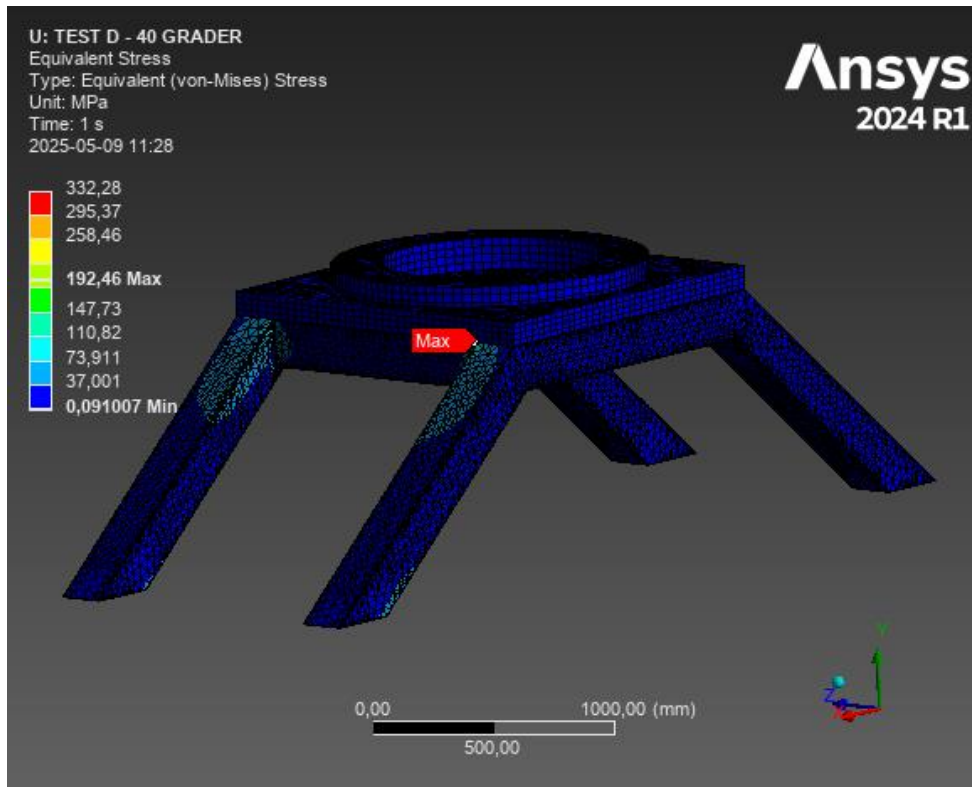 U: TEST D - 40 GRADER
Equivalent Stress
Type: Equivalent (von-Mises) Stress
Unit: MPa
Time: 1 s
2025-05-09 11:28
Ansys
2024 R1
332,28
295,37
258,46
192,46 Max
147,73
110,82
73,911
37,001
0,091007 Min
Max
Y
Z
X
0,00
1000,00 (mm)
500,00